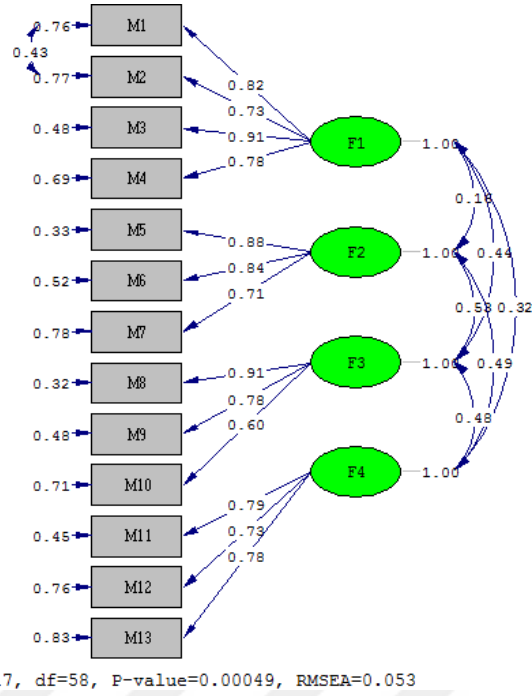 0.76 M1
0.43
0.77 M2
0.82
0.73
0.48 M3 0.91 F1 1.00
0.78
0.69 M4
0.33 M5 0.88
0.52 M6 0.84 F2 1.00 0.44
0.71
0.78 M7
0.32
0.32 M8 0.91 F3 1.00 0.49
0.78
0.48 M9 0.48
0.60
0.71 M10 F4 1.00
0.45 M11 0.79
0.73
0.76 M12 0.78
0.83 M13
df=58, P-value=0.00049, RMSEA=0.053